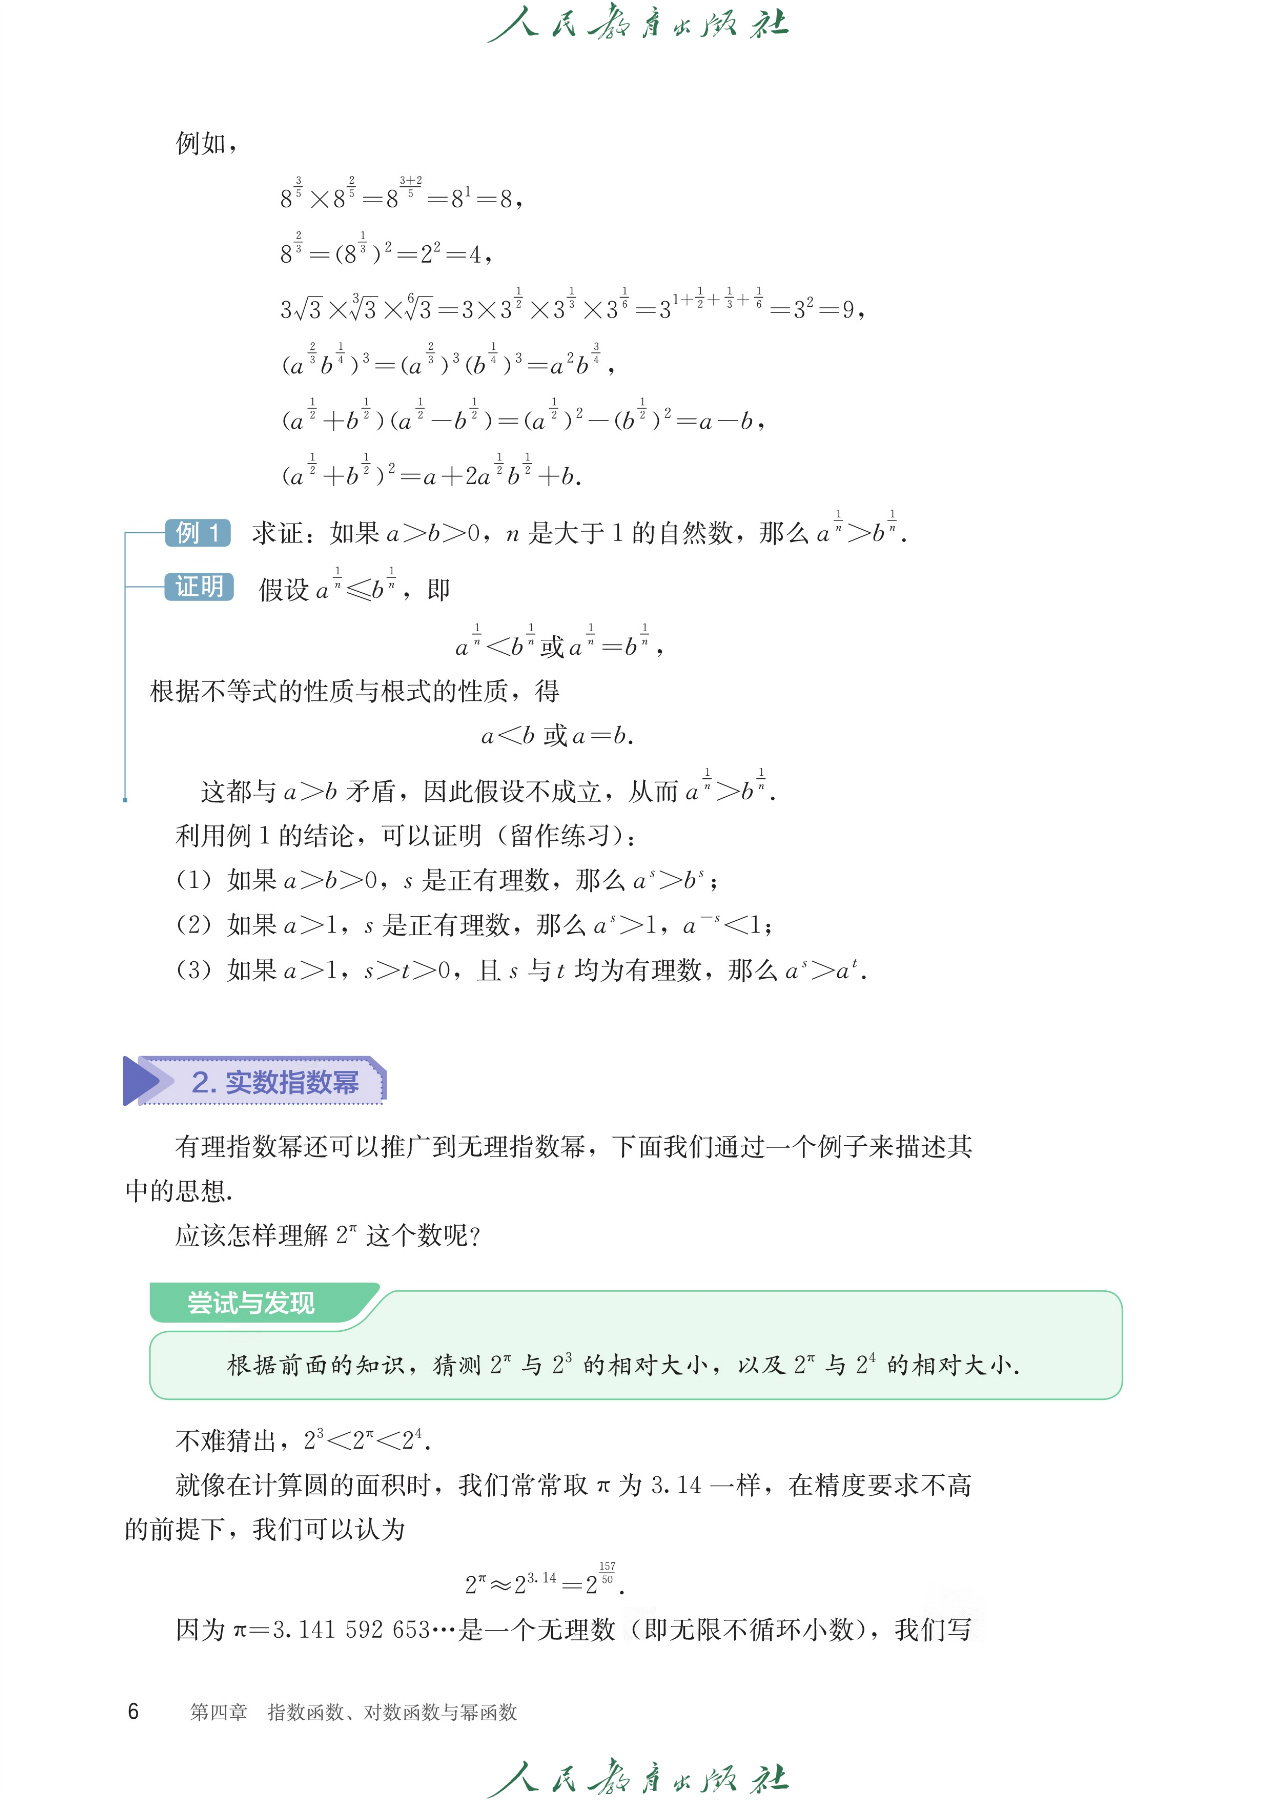 人民教育出版社
例如，
8^{\frac{3}{5}}×8^{\frac{2}{5}}=8^{\frac{3+2}{5}}=8^1=8，
8^{\frac{2}{3}}=(8^{\frac{1}{3}})^2=2^2=4，
3\sqrt{3}×\sqrt[3]{3}×\sqrt[6]{3}=3×3^{\frac{1}{2}}×3^{\frac{1}{3}}×3^{\frac{1}{6}}=3^{1+\frac{1}{2}+\frac{1}{3}+\frac{1}{6}}=3^2=9，
(a^{\frac{2}{3}}b^{\frac{1}{4}})^3=(a^{\frac{2}{3}})^3(b^{\frac{1}{4}})^3=a^2b^{\frac{3}{4}}，
(a^{\frac{1}{2}}+b^{\frac{1}{2}})(a^{\frac{1}{2}}-b^{\frac{1}{2}})=(a^{\frac{1}{2}})^2-(b^{\frac{1}{2}})^2=a-b，
(a^{\frac{1}{2}}+b^{\frac{1}{2}})^2=a+2a^{\frac{1}{2}}b^{\frac{1}{2}}+b.
例 1 求证：如果 a>b>0，n 是大于 1 的自然数，那么 a^{\frac{1}{n}}>b^{\frac{1}{n}}.
证明 假设 a^{\frac{1}{n}}≤b^{\frac{1}{n}}，即
a^{\frac{1}{n}}<b^{\frac{1}{n}}或a^{\frac{1}{n}}=b^{\frac{1}{n}}，
根据不等式的性质与根式的性质，得
a<b 或 a=b.
这都与 a>b 矛盾，因此假设不成立，从而 a^{\frac{1}{n}}>b^{\frac{1}{n}}.
利用例 1 的结论，可以证明（留作练习）：
（1）如果 a>b>0，s 是正有理数，那么 a^s>b^s；
（2）如果 a>1，s 是正有理数，那么 a^s>1，a^{-s}<1；
（3）如果 a>1，s>t>0，且 s 与 t 均为有理数，那么 a^s>a^t.
2. 实数指数幂
有理指数幂还可以推广到无理指数幂，下面我们通过一个例子来描述其
中的思想.
应该怎样理解 2^π 这个数呢？
尝试与发现
根据前面的知识，猜测 2^π 与 2^3 的相对大小，以及 2^π 与 2^4 的相对大小.
不难猜出，2^3<2^π<2^4.
就像在计算圆的面积时，我们常常取 π 为 3.14 一样，在精度要求不高
的前提下，我们可以认为
2^π≈2^{3.14}=2^{\frac{157}{50}}.
因为 π=3.141 592 653…是一个无理数（即无限不循环小数），我们写
6 第四章 指数函数、对数函数与幂函数
人民教育出版社